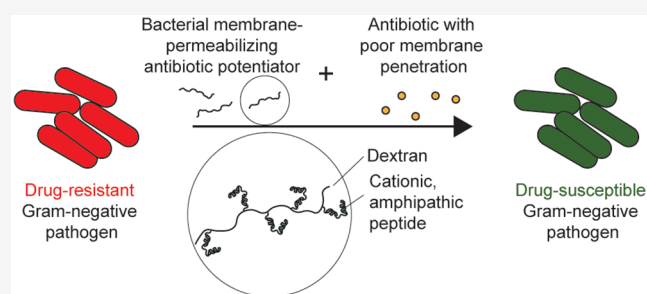 Bacterial membrane-
permeabilizing
antibiotic potentiator
+
Antibiotic with
poor membrane
penetration
Dextran
Cationic,
amphipathic
peptide
Drug-resistant
Gram-negative
pathogen
Drug-susceptible
Gram-negative
pathogen